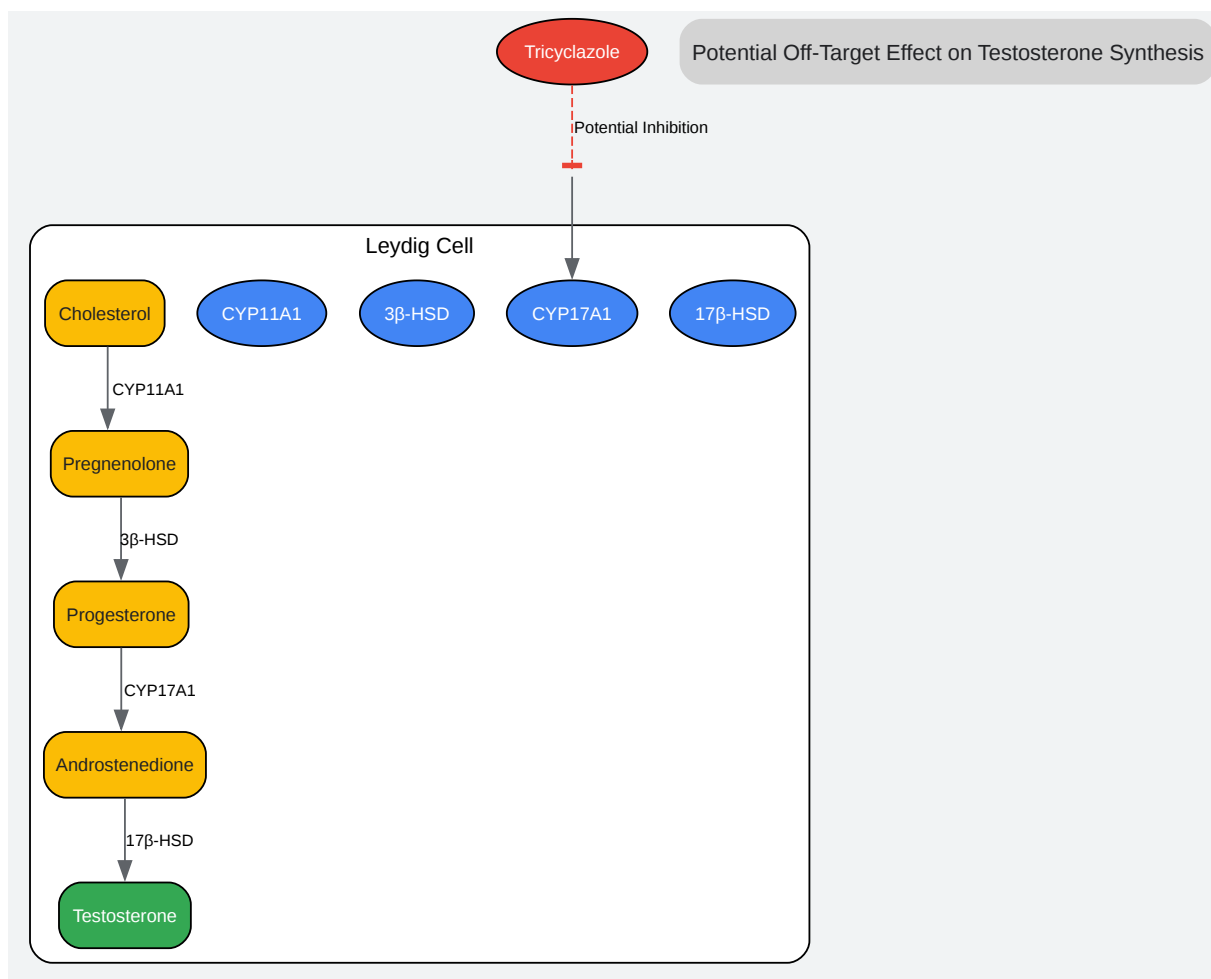 Tricyclazole
Potential Off-Target Effect on Testosterone Synthesis
Potential Inhibition
Leydig Cell
Cholesterol
CYP11A1
3β-HSD
CYP17A1
17β-HSD
CYP11A1
Pregnenolone
3β-HSD
Progesterone
CYP17A1
Androstenedione
17β-HSD
Testosterone